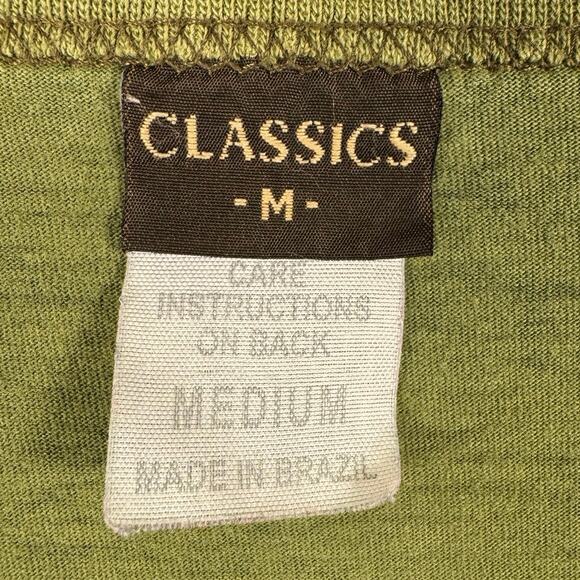 CLASSICS
- M -
CARE
INSTRUCTIONS
ON BACK
MEDIUM
MADE IN BRAZIL